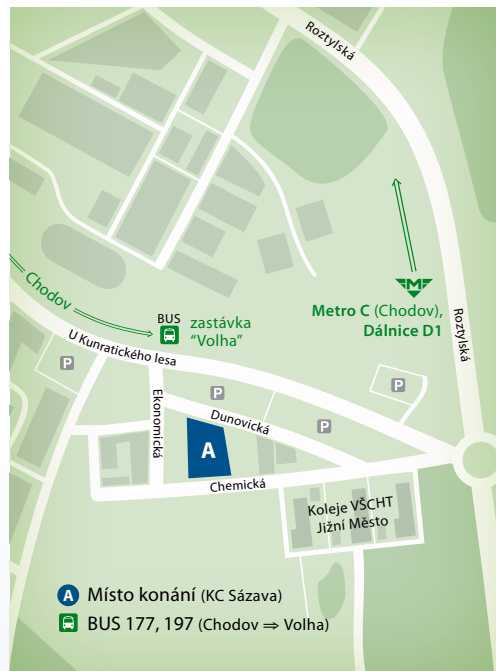 Roztylská
Chodov
BUS
zastávka
“Volha”
M
Metro C (Chodov),
Dálnice D1
Roztylská
U Kunratického lesa
P
P
P
P
Ekonomická
Dunovická
A
Chemická
Koleje VŠCHT
Jižní Město
A Místo konání (KC Sázava)
BUS 177, 197 (Chodov ⇒ Volha)